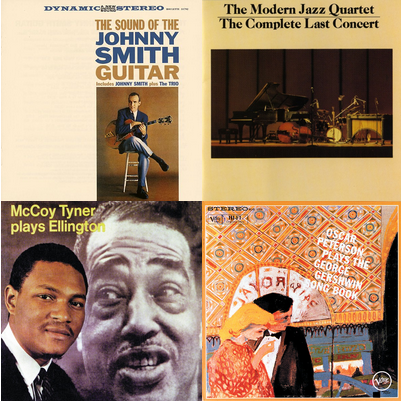 DYNAMIC STEREO
THE SOUND OF THE
JOHNNY
SMITH
GUITAR
Includes JOHNNY SMITH plus The TRIO
The Modern Jazz Quartet
The Complete Last Concert
McCoy Tyner
plays Ellington
STEREO
OSCAR
PETERSON
PLAYS THE
GEORGE
GERSHWIN
SONG BOOK
Verve